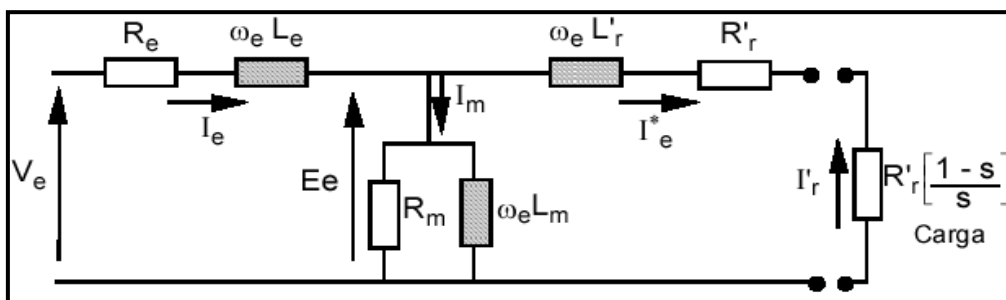 Rₑ
ωₑ Lₑ
ωₑ L'ᵣ
R'ᵣ
Iₑ
Iₘ
I*ₑ
Vₑ
Ee
Rₘ
ωₑLₘ
I'ᵣ
R'ᵣ[1 - s / s]
Carga